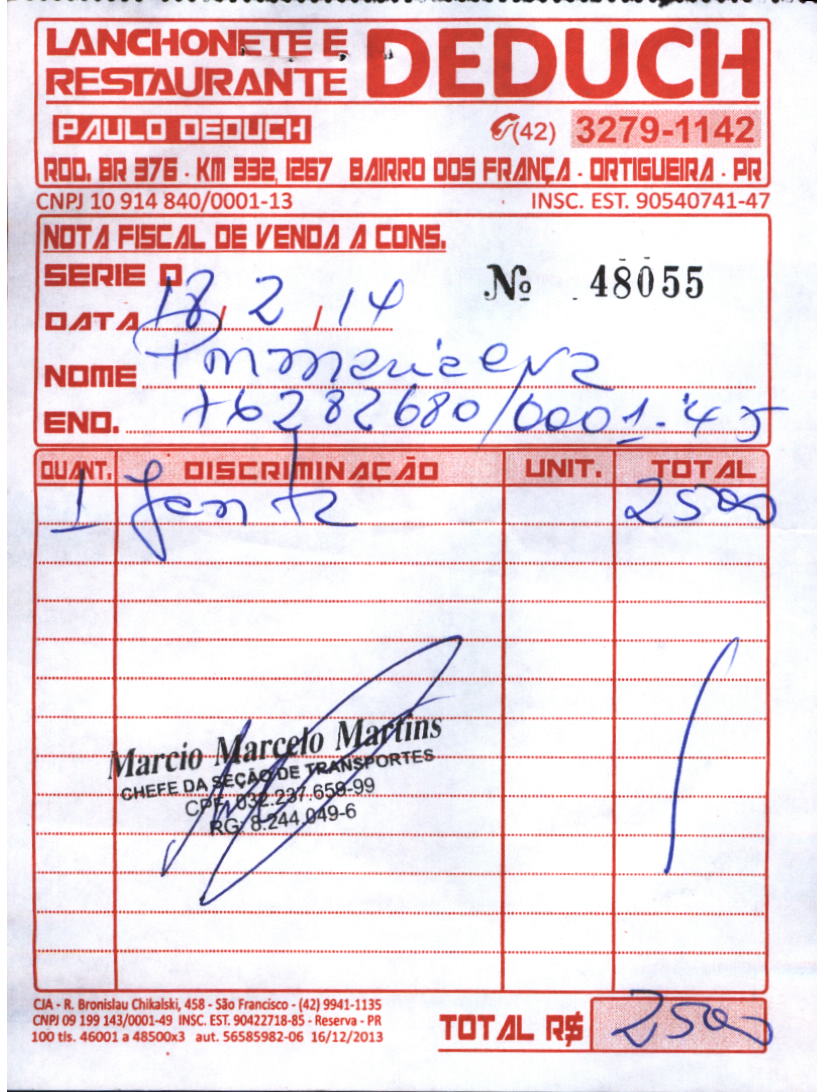 LANCHONETE E
RESTAURANTE DEDUCH
PAULO DEDUCH (42) 3279-1142
ROD. BR 376 - KM 332, 1267 BAIRRO DOS FRANÇA - ORTIGUEIRA - PR
CNPJ 10 914 840/0001-13 INSC. EST. 90540741-47
NOTA FISCAL DE VENDA A CONS.
SERIE D Nº 48055
DATA 18/2/14
NOME
END. 76282680/0001-45
QUANT. DISCRIMINAÇÃO UNIT. TOTAL
1 Janta 2500
Marcio Marcelo Martins
CHEFE DA SEÇÃO DE TRANSPORTES
CPF: 032.237.659-99
RG: 8.244.049-6
CJA - R. Bronislau Chikalski, 458 - São Francisco - (42) 9941-1135
CNPJ 09 199 143/0001-49 INSC. EST. 90422718-85 - Reserva - PR
100 tls. 46001 a 48500x3 aut. 56585982-06 16/12/2013
TOTAL R$ 2500